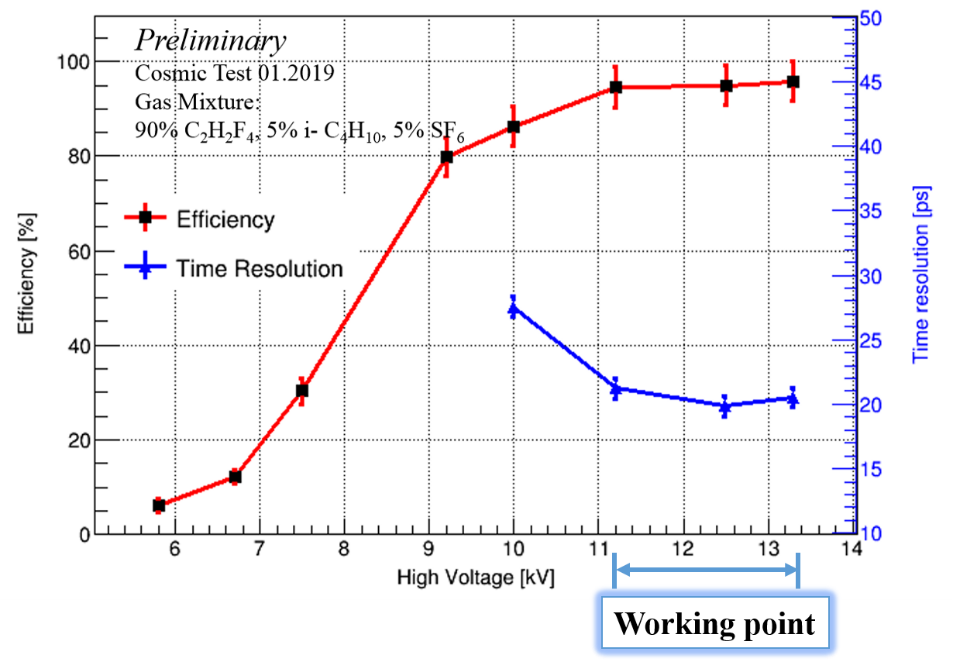 Preliminary
Cosmic Test 01.2019
Gas Mixture:
90% C₂H₂F₄, 5% i- C₄H₁₀, 5% SF₆
Efficiency
Time Resolution
Efficiency [%]
100
80
60
40
20
0
Time resolution [ps]
50
45
40
35
30
25
20
15
10
6 7 8 9 10 11 12 13 14
High Voltage [kV]
Working point